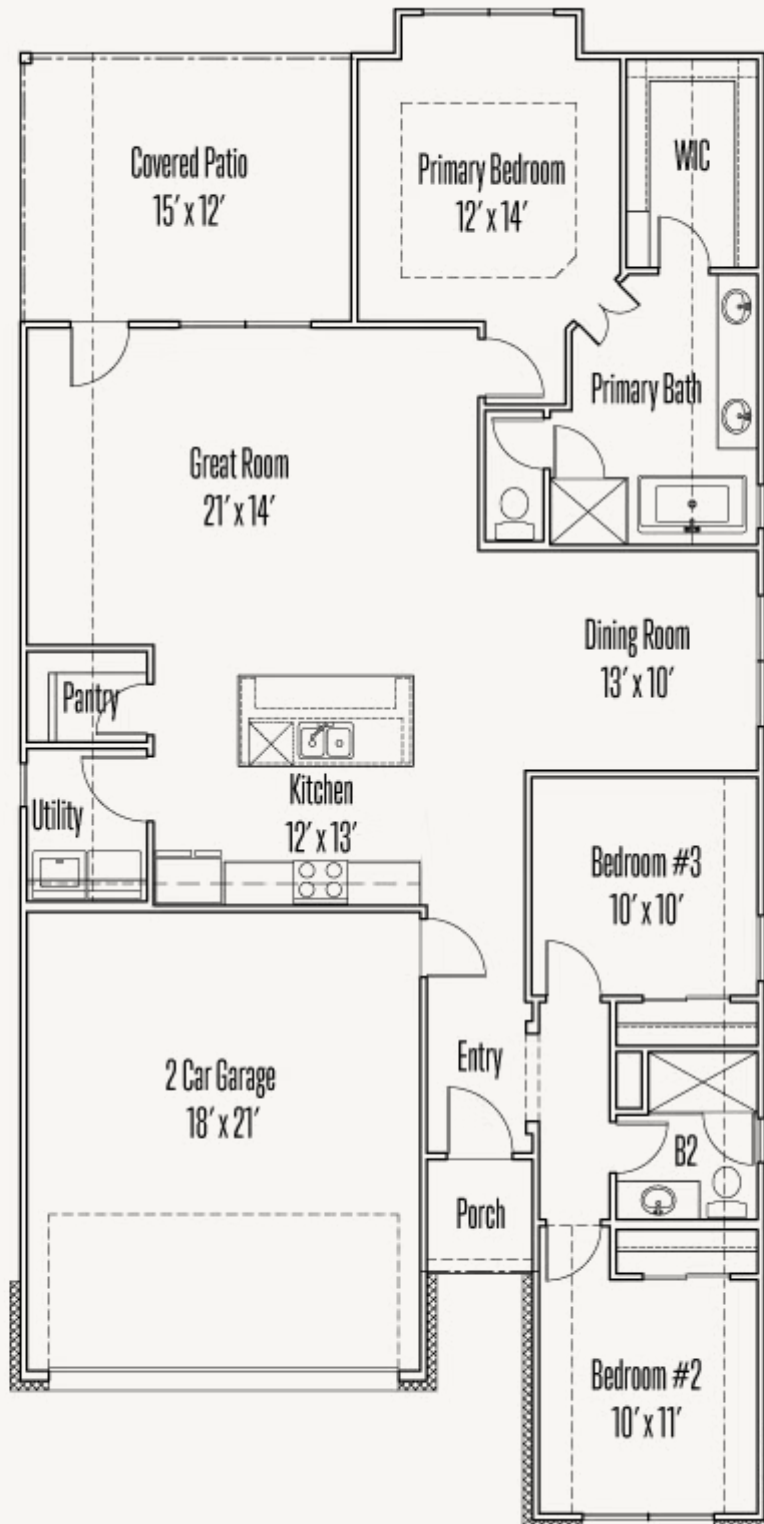 Covered Patio
15' x 12'
Primary Bedroom
12' x 14'
WIC
Primary Bath
Great Room
21' x 14'
Dining Room
13' x 10'
Pantry
Kitchen
12' x 13'
Utility
Bedroom #3
10' x 10'
2 Car Garage
18' x 21'
Entry
B2
Porch
Bedroom #2
10' x 11'